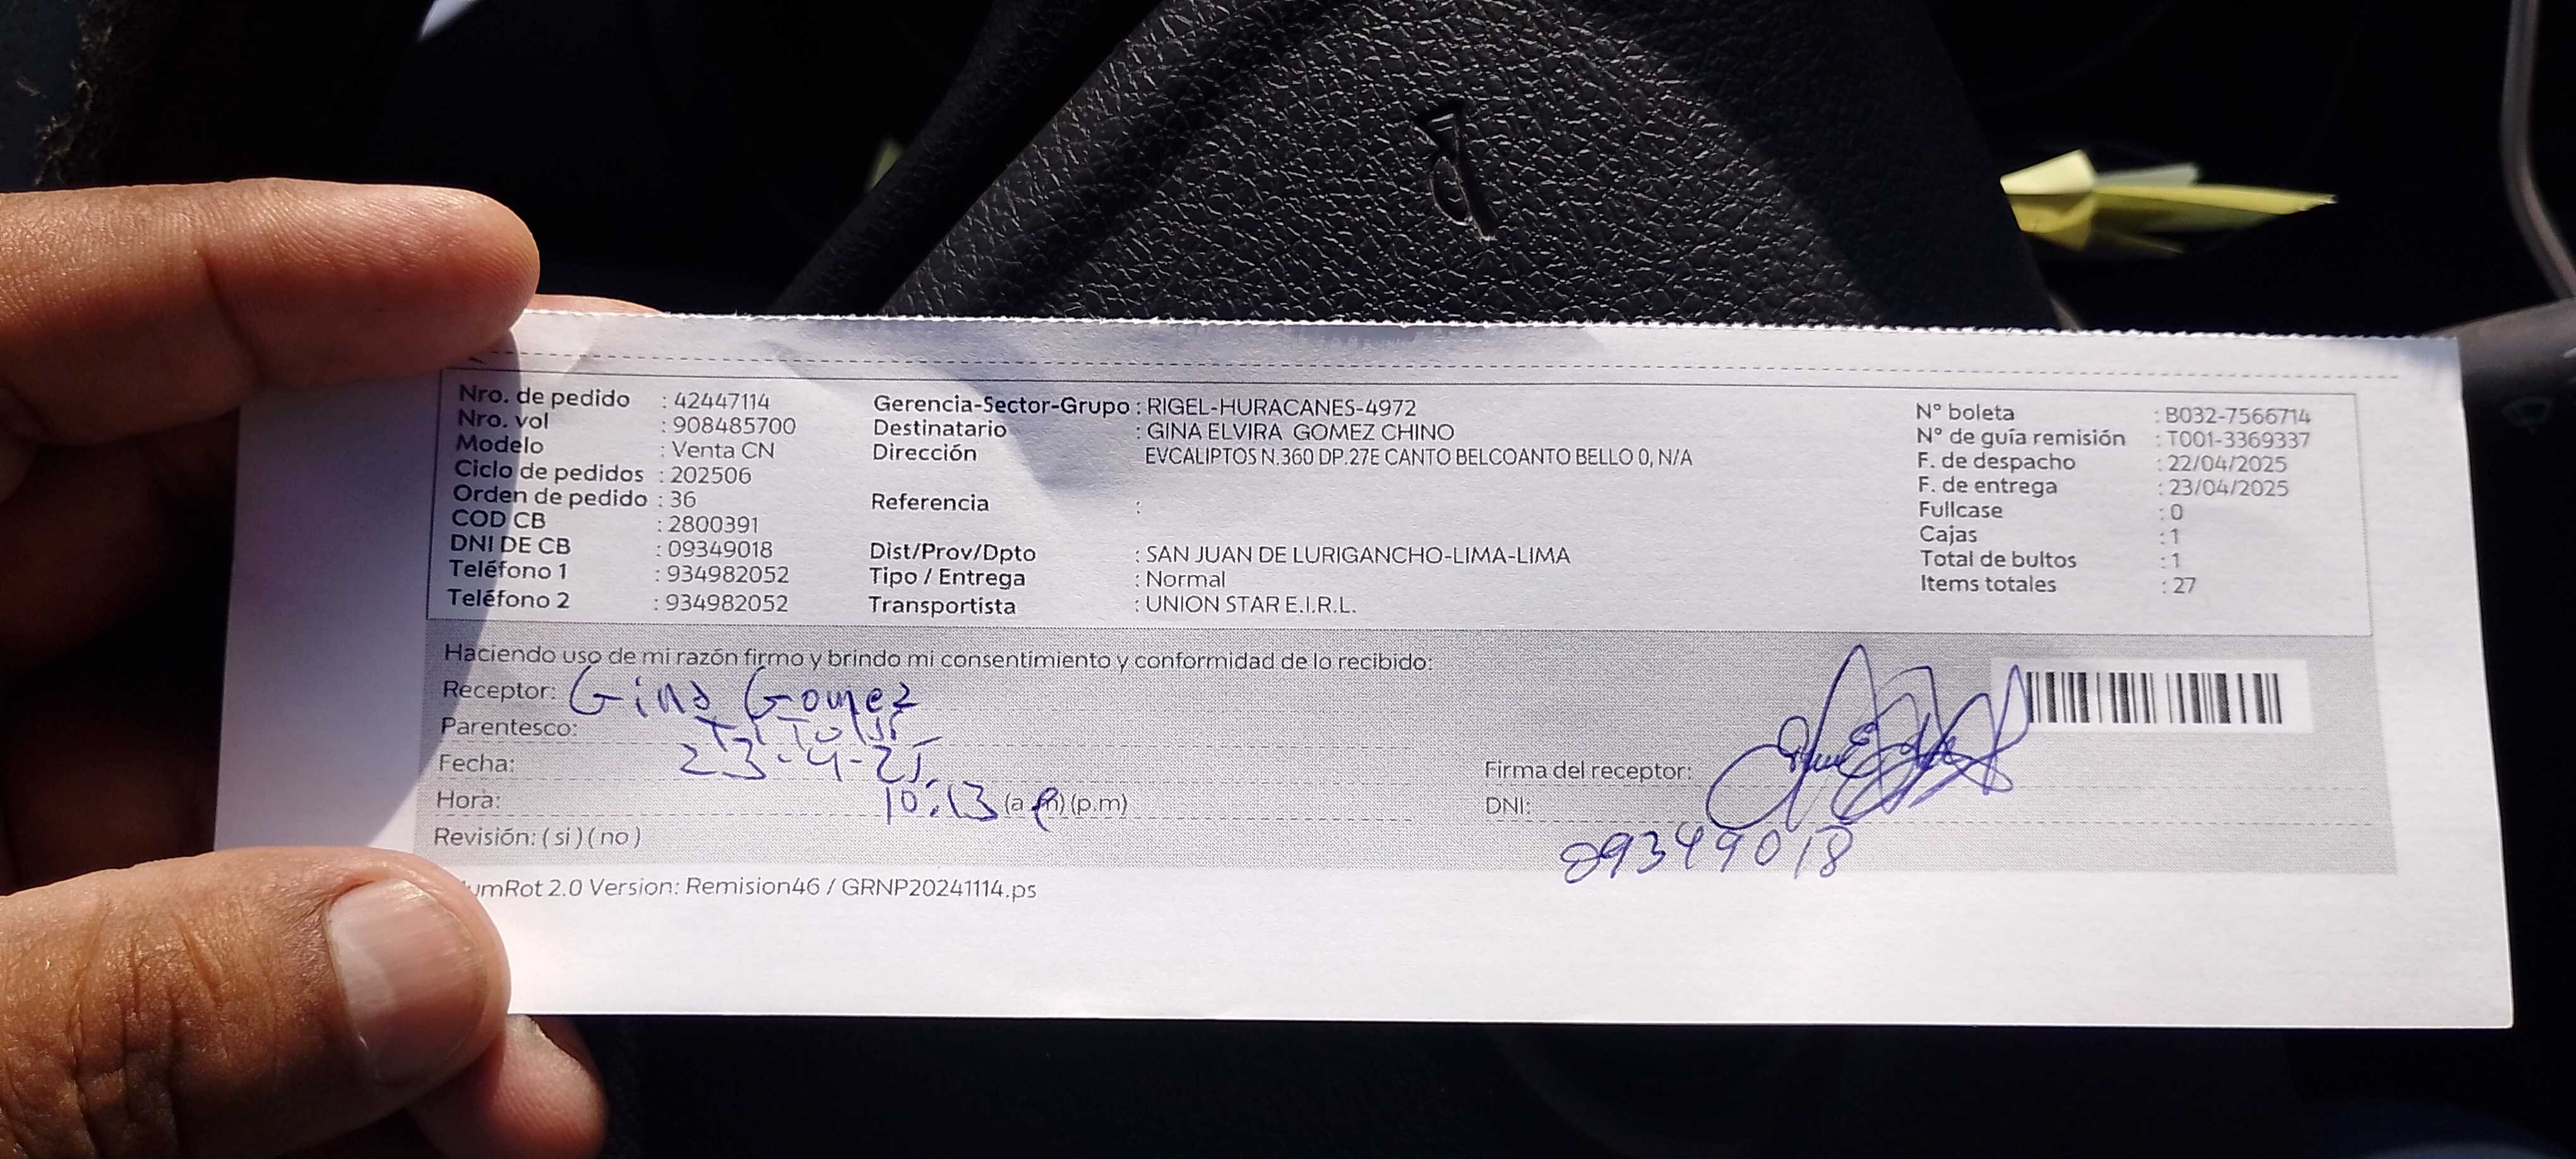 Nro. de pedido : 42447114
Nro. vol : 908485700
Modelo : Venta CN
Ciclo de pedidos : 202506
Orden de pedido : 36
COD CB : 2800391
DNI DE CB : 09349018
Teléfono 1 : 934982052
Teléfono 2 : 934982052
Gerencia-Sector-Grupo : RIGEL-HURACANES-4972
Destinatario : GINA ELVIRA GOMEZ CHINO
Dirección EVCALIPTOS N.360 DP.27E CANTO BELCOANTO BELLO 0, N/A
Referencia :
Dist/Prov/Dpto : SAN JUAN DE LURIGANCHO-LIMA-LIMA
Tipo / Entrega : Normal
Transportista : UNION STAR E.I.R.L.
N° boleta : B032-7566714
N° de guía remisión : T001-3369337
F. de despacho : 22/04/2025
F. de entrega : 23/04/2025
Fullcase : 0
Cajas : 1
Total de bultos : 1
Items totales : 27
Haciendo uso de mi razón firmo y brindo mi consentimiento y conformidad de lo recibido:
Receptor: Gina Gomez
Parentesco:
Fecha: 23-4-25
Hora: 10:13 (a.m) (p.m)
Revisión: ( si ) ( no )
Firma del receptor:
DNI: 09349018
umRot 2.0 Version: Remision46 / GRNP20241114.ps